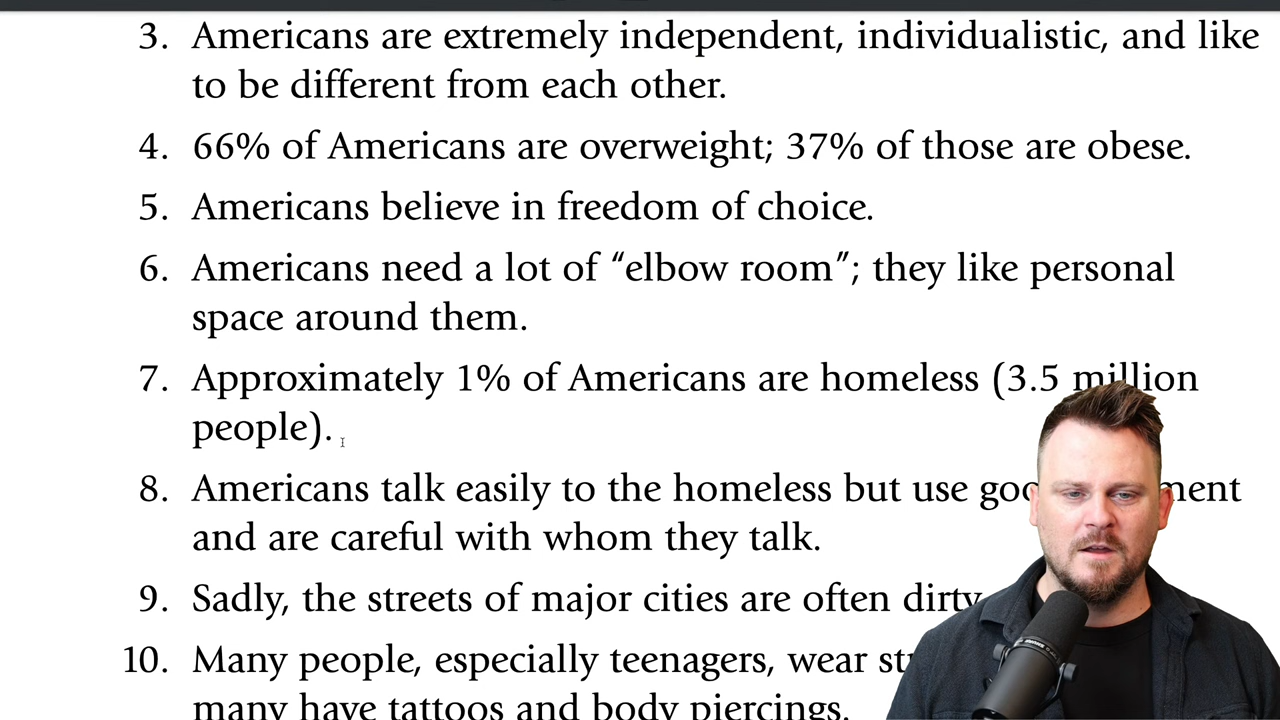 3. Americans are extremely independent, individualistic, and like
to be different from each other.
4. 66% of Americans are overweight; 37% of those are obese.
5. Americans believe in freedom of choice.
6. Americans need a lot of “elbow room”; they like personal
space around them.
7. Approximately 1% of Americans are homeless (3.5 million
people).
8. Americans talk easily to the homeless but use
and are careful with whom they talk.
9. Sadly, the streets of major cities are often dirty
10. Many people, especially teenagers, wear
many have tattoos and body piercings.